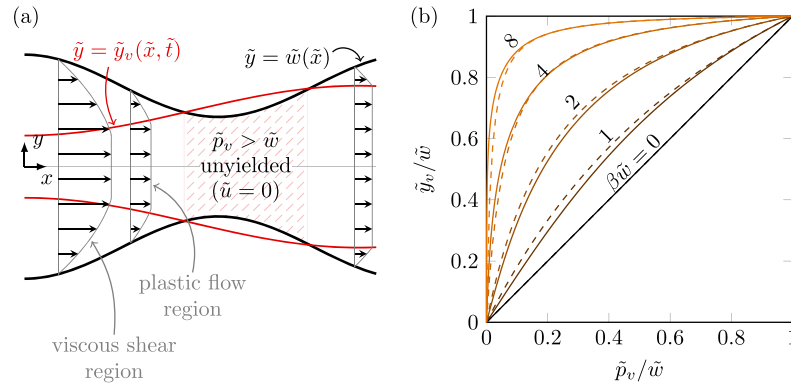 (a)
ỹ = ỹ_v(x̃, t̃)
ỹ = w̃(x̃)
y
x
p̃_v > w̃
unyielded
(ũ = 0)
plastic flow
region
viscous shear
region
(b)
1
0.8
0.6
0.4
0.2
0
ỹ_v/w̃
8
4
2
1
βw̃ = 0
0
0.2
0.4
0.6
0.8
1
p̃_v/w̃